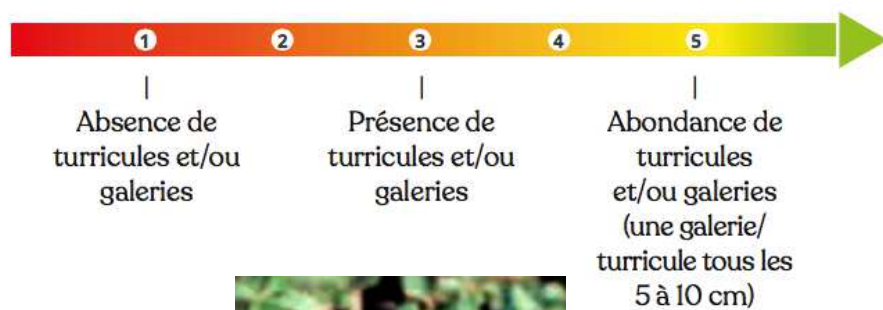 1 2 3 4 5
Absence de
turricules et/ou
galeries
Présence de
turricules et/ou
galeries
Abondance de
turricules
et/ou galeries
(une galerie/
turricule tous les
5 à 10 cm)